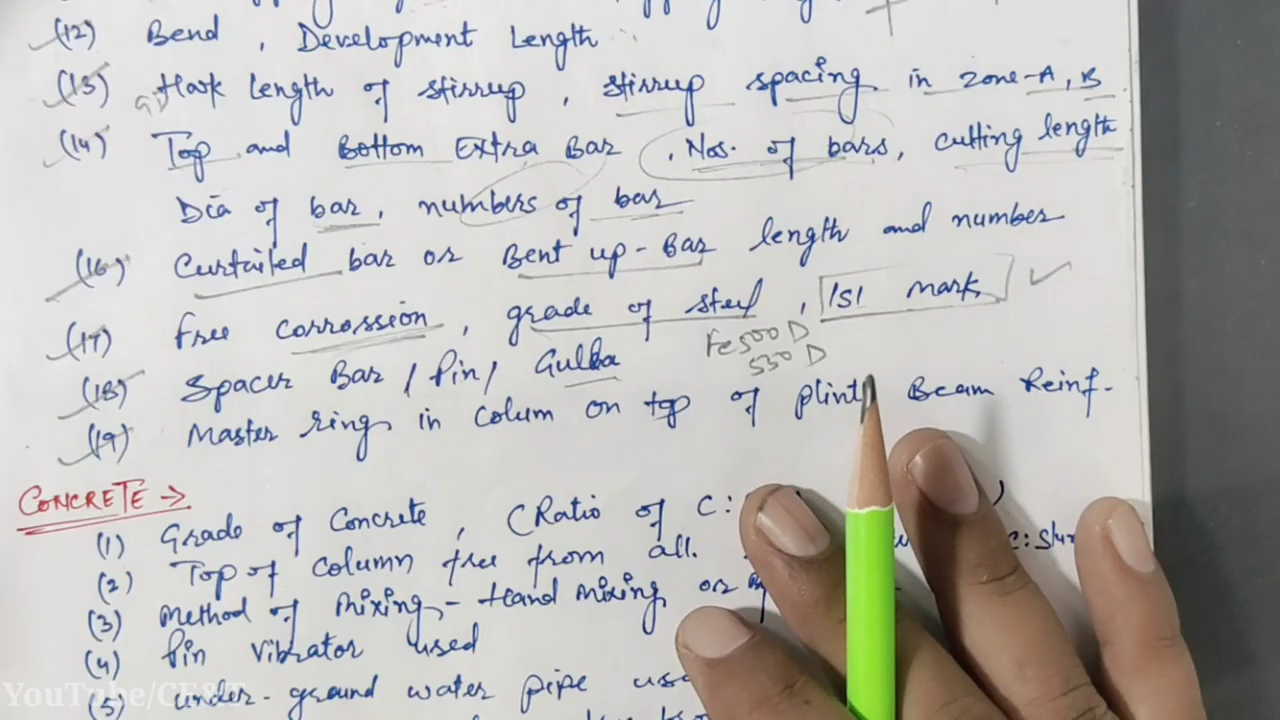 (12) Bend, Development Length
(13) Hook Length of stirrup, stirrup spacing in zone-A, B
(14) Top and Bottom Extra Bar, Nos. of bars, cutting length
Dia of bar, numbers of bar
(16) Curtailed bar or Bent up-Bar length and number
(17) Free corrossion, grade of steel, ISI mark
Fe500 D
550 D
(18) Spacer Bar / Pin / Gulka
(19) Master ring in Colum on top of plinth Beam Reinf-
CONCRETE →
(1) Grade of Concrete, (Ratio of C:
(2) Top of column free from all.
(3) Method of Mixing - Hand Mixing or
(4) Pin Vibrator used
(5) under-ground water pipe
YouTube/CE&T